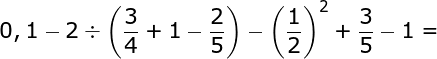 0,1 − 2 ÷ (3/4 + 1 − 2/5) − (1/2)² + 3/5 − 1 =